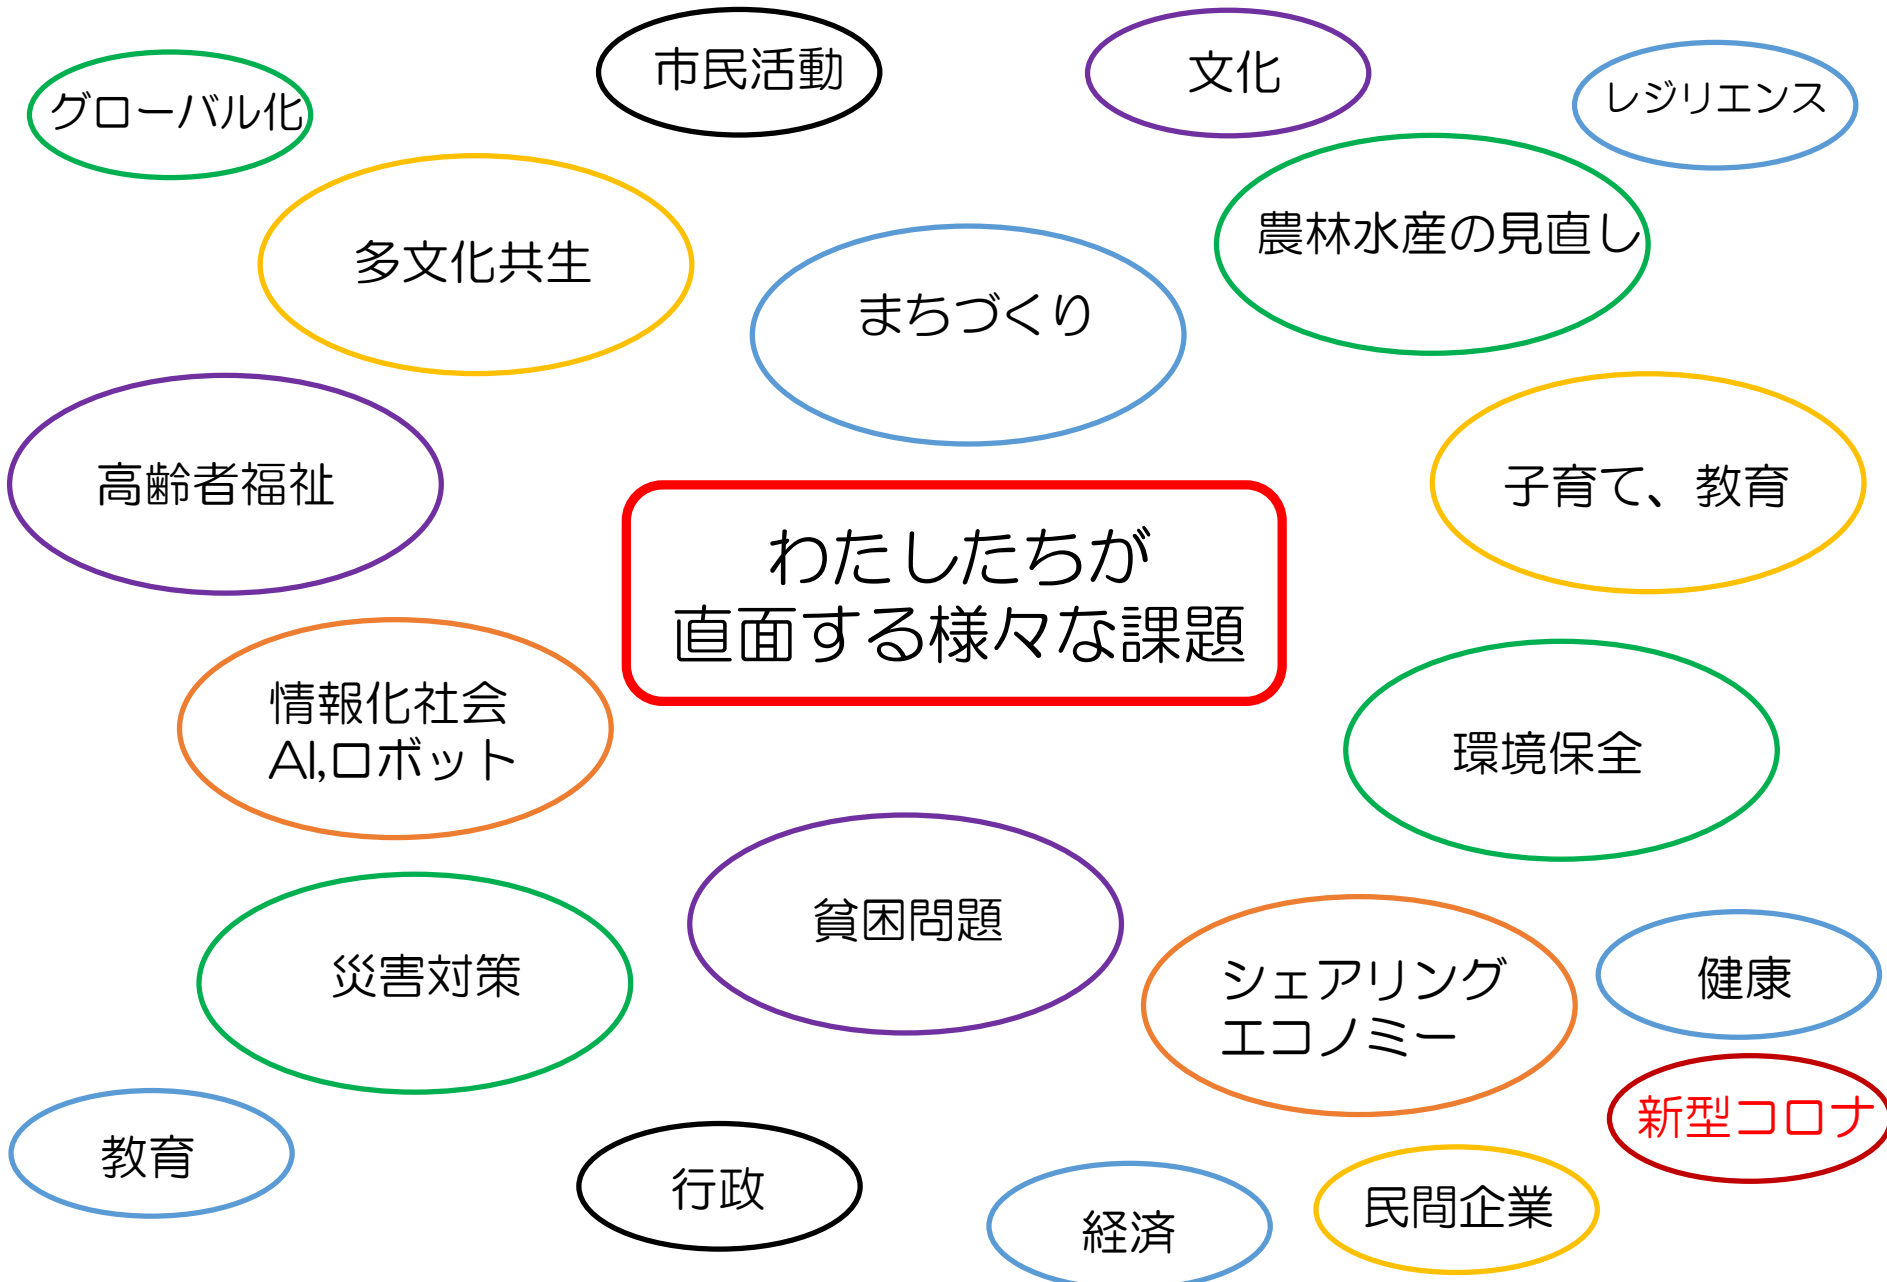 市民活動
文化
レジリエンス
グローバル化
多文化共生
農林水産の見直し
まちづくり
高齢者福祉
子育て、教育
わたしたちが
直面する様々な課題
情報化社会
AI,ロボット
環境保全
貧困問題
災害対策
シェアリング
エコノミー
健康
新型コロナ
教育
行政
経済
民間企業